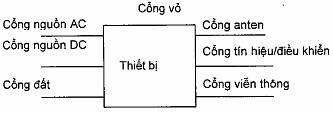 Cổng vỏ
Cổng nguồn AC
Cổng nguồn DC
Cổng đất
Thiết bị
Cổng anten
Cổng tín hiệu/điều khiển
Cổng viễn thông